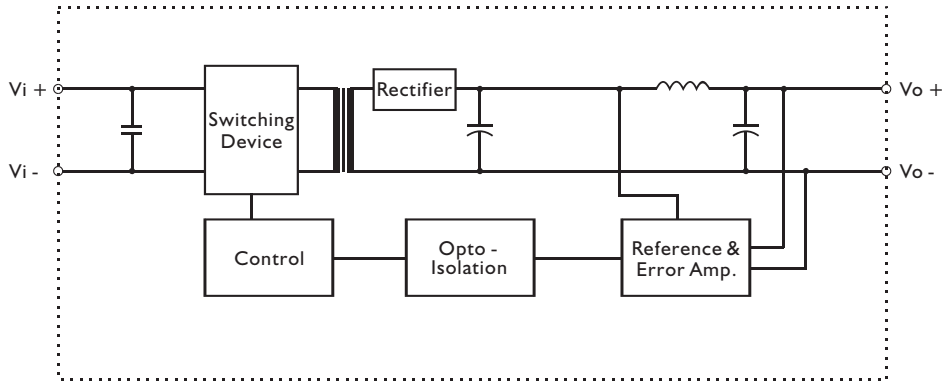 Vi +
Switching
Device
Rectifier
Vo +
Vi -
Vo -
Control
Opto -
Isolation
Reference &
Error Amp.